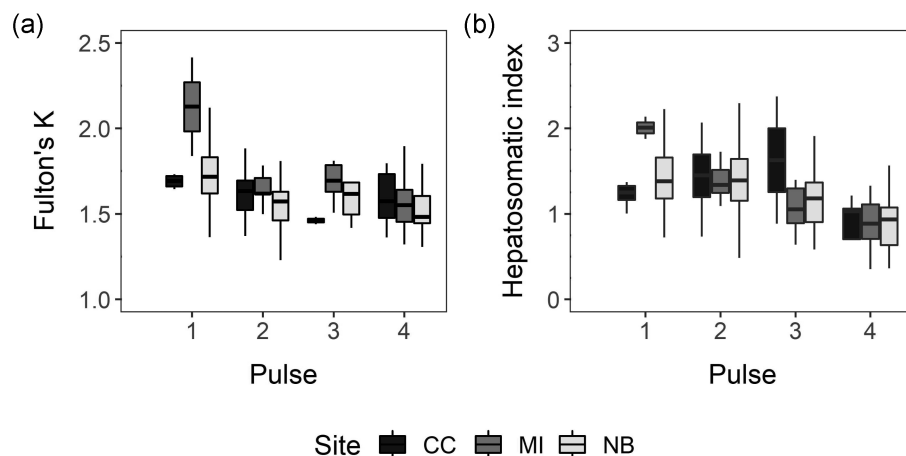 (a)
Fulton's K
2.5
2.0
1.5
1.0
1 2 3 4
Pulse
(b)
Hepatosomatic index
3
2
1
0
1 2 3 4
Pulse
Site CC MI NB